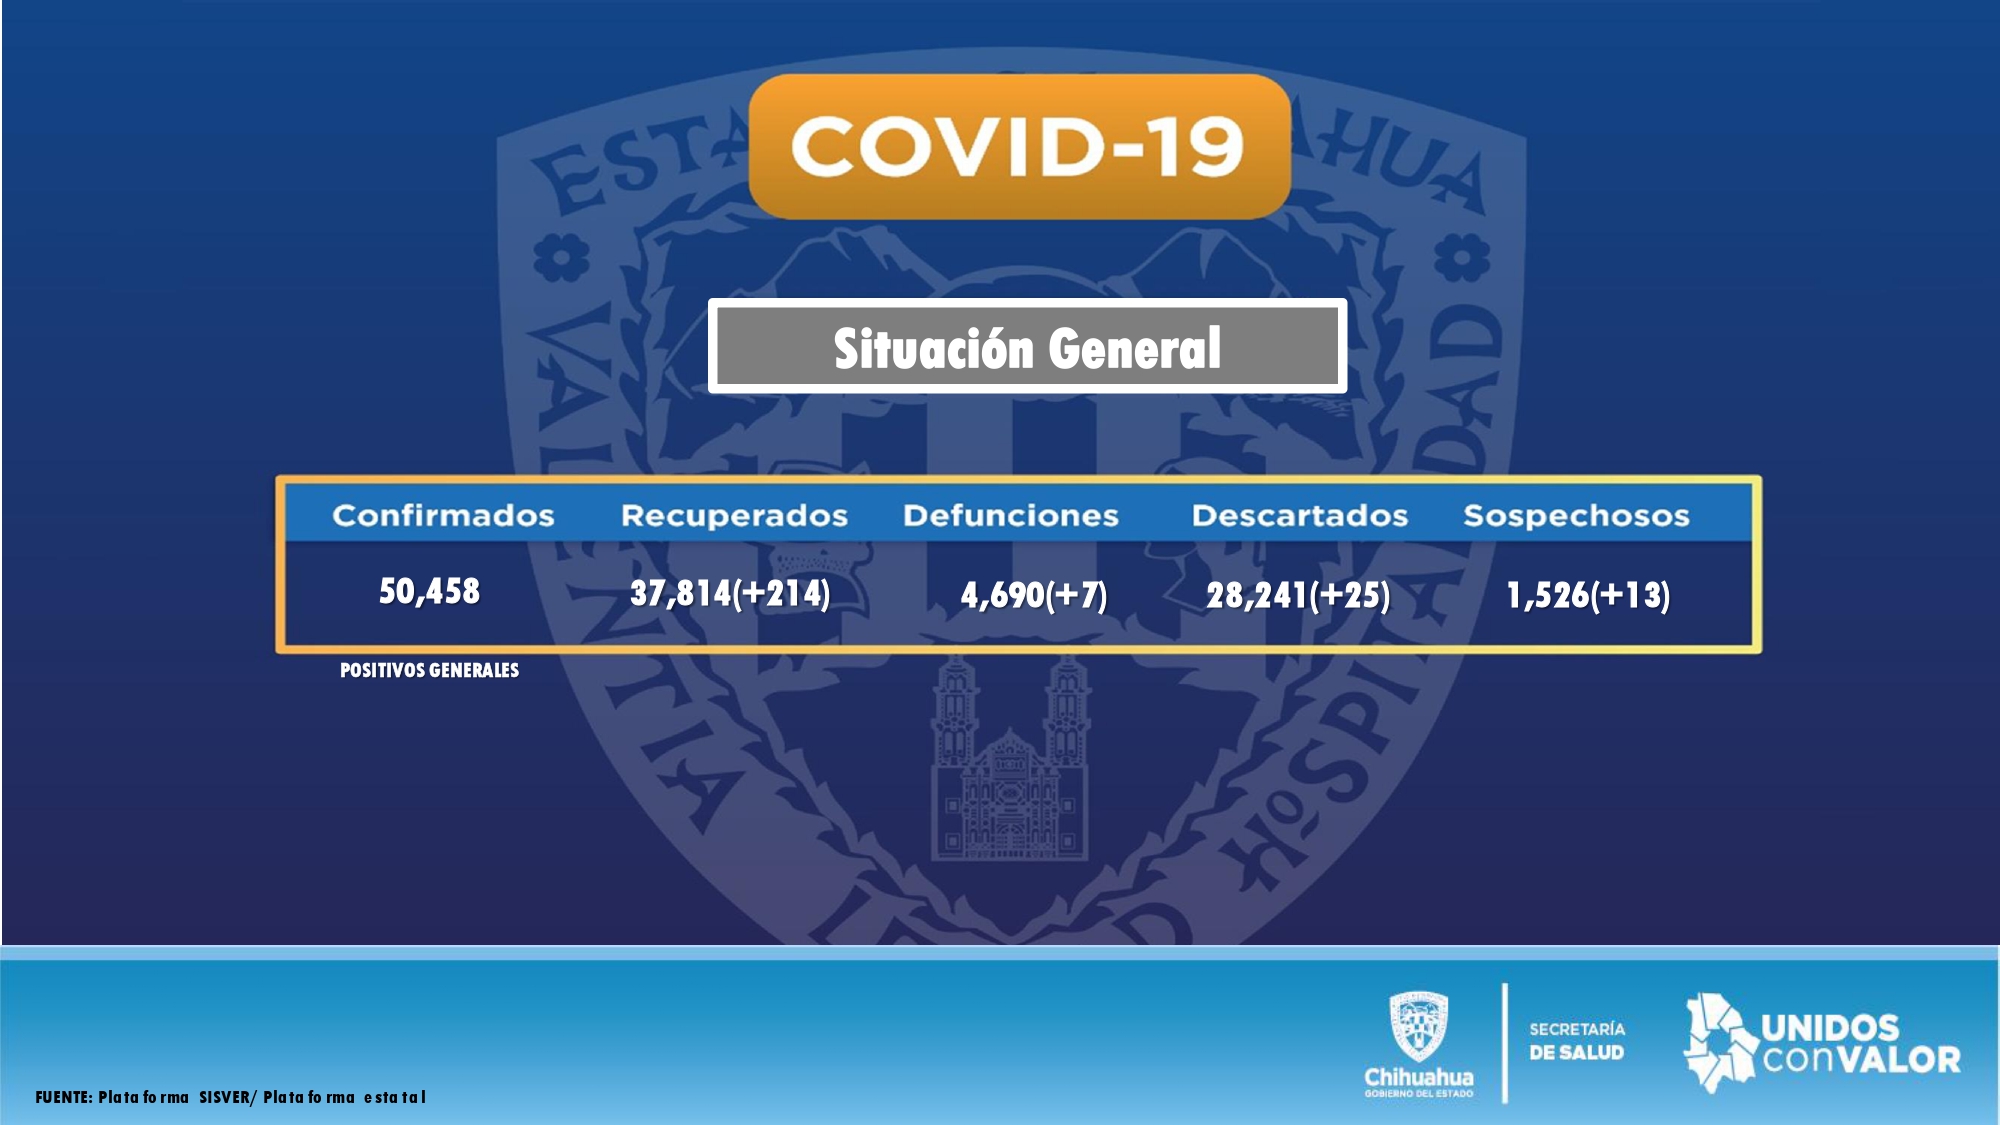 COVID-19
Situación General
Confirmados Recuperados Defunciones Descartados Sospechosos
50,458 37,814(+214) 4,690(+7) 28,241(+25) 1,526(+13)
POSITIVOS GENERALES
SECRETARÍA
DE SALUD
Chihuahua
GOBIERNO DEL ESTADO
UNIDOS
conVALOR
FUENTE: Plataforma SISVER/ Plataforma estatal